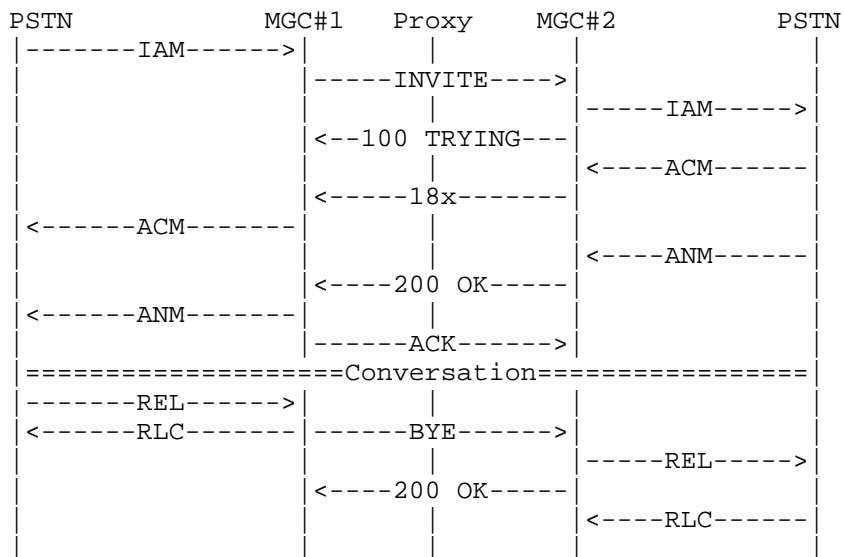 PSTN MGC#1 Proxy MGC#2 PSTN
|-------IAM------>| | | |
| |-----INVITE---->| |
| | | |-----IAM----->|
| |<--100 TRYING---| |
| | | |<----ACM------|
| |<-----18x-------| |
|<------ACM-------| | | |
| | | |<----ANM------|
| |<----200 OK-----| |
|<------ANM-------| | | |
| |------ACK------>| |
|====================Conversation=================|
|-------REL------>| | | |
|<------RLC-------|------BYE------>| |
| | | |-----REL----->|
| |<----200 OK-----| |
| | | |<----RLC------|
| | | | |